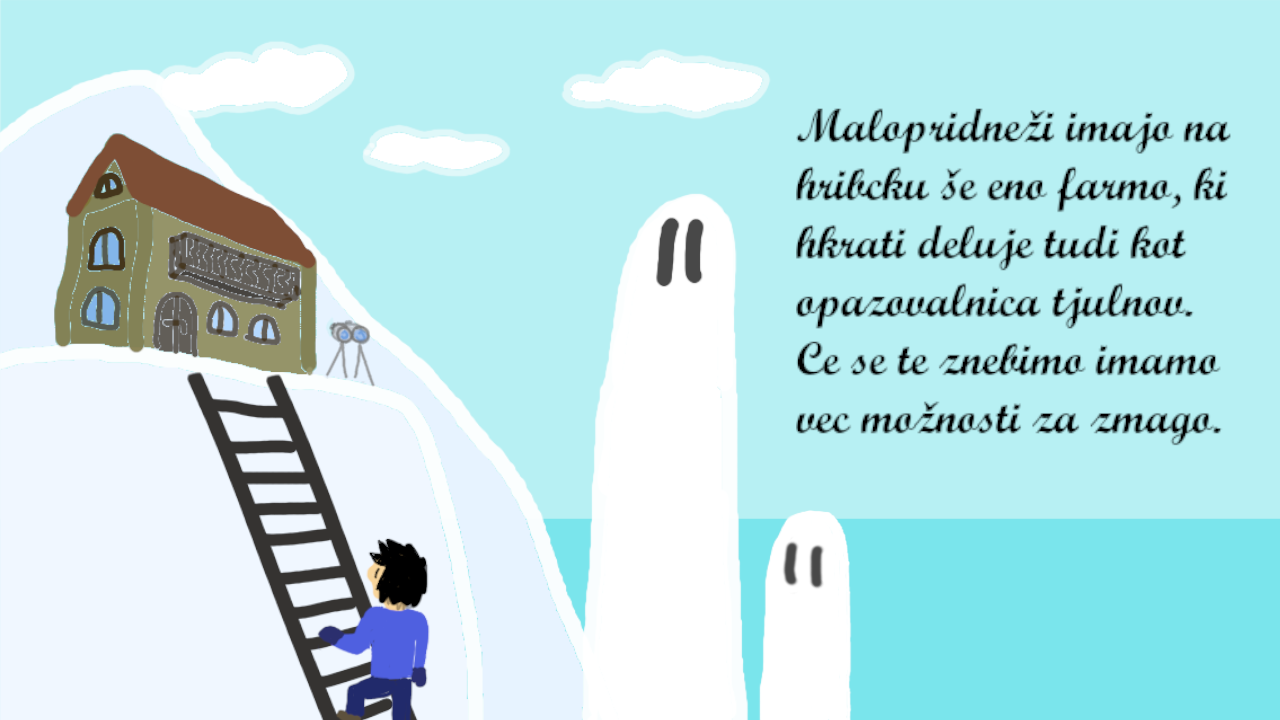 Malopridneži imajo na
hribcku še eno farmo, ki
hkrati deluje tudi kot
opazovalnica tjulnov.
Ce se te znebimo imamo
vec možnosti za zmago.